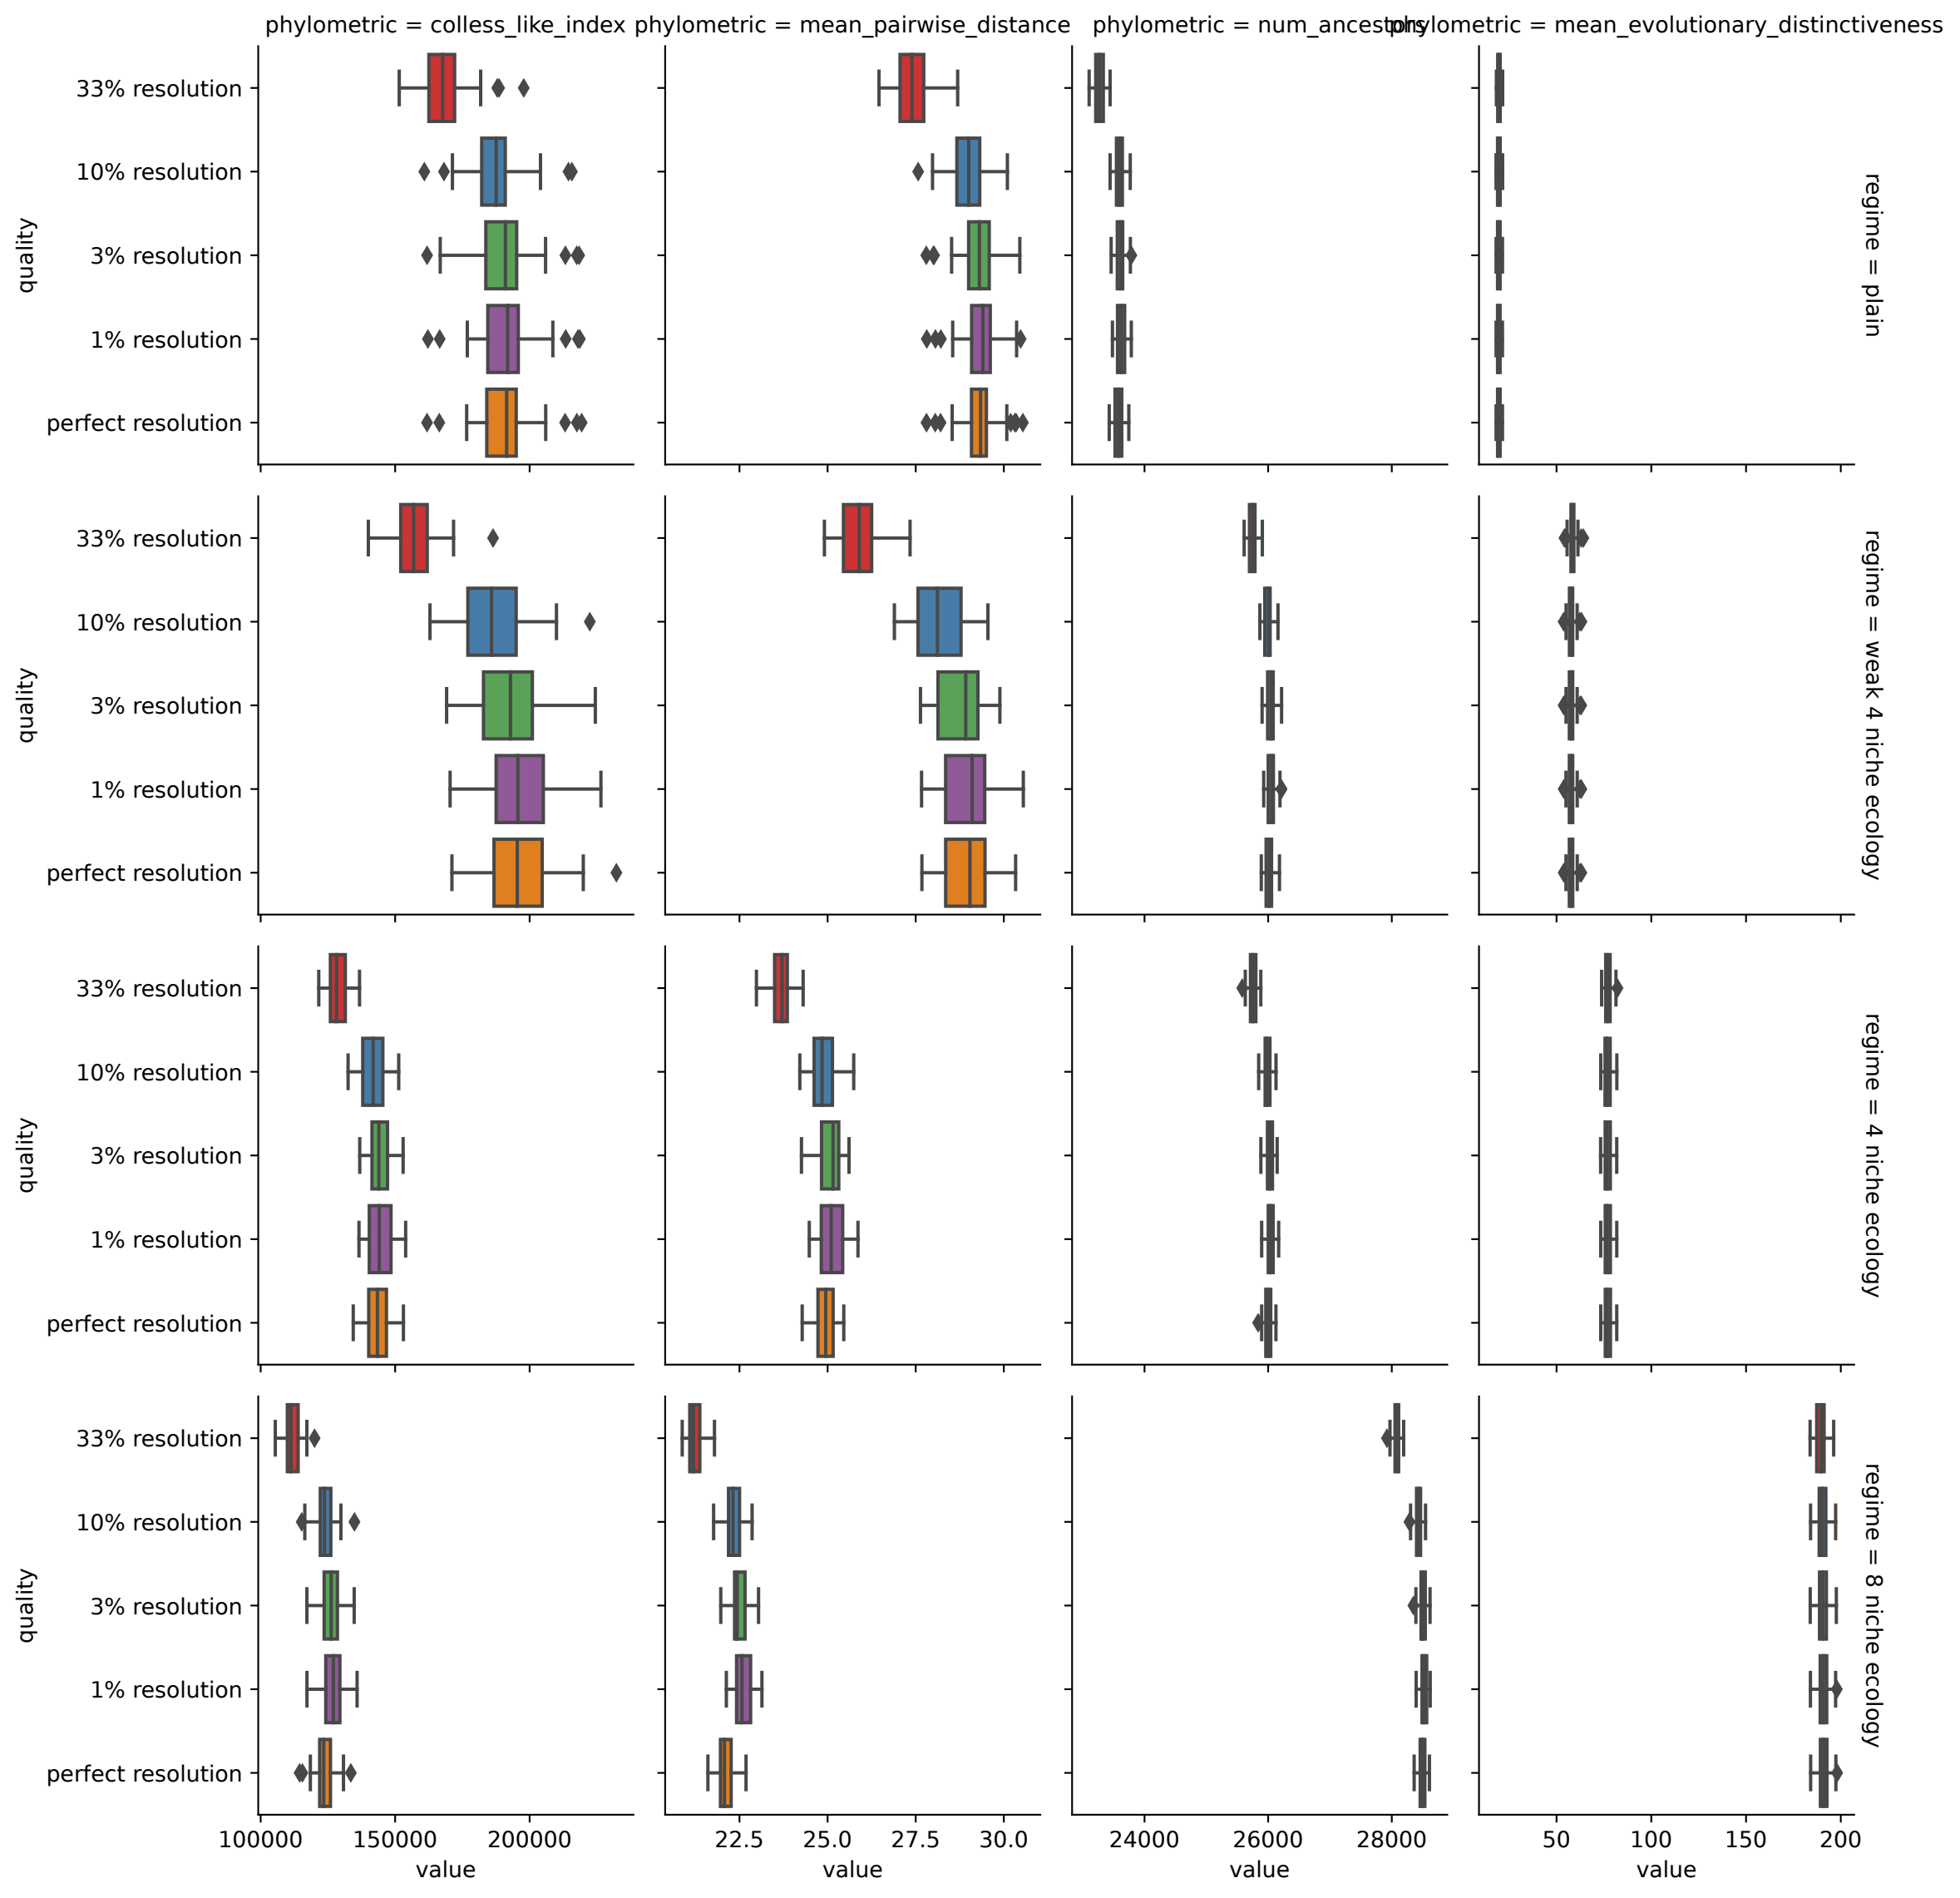 phylometric = colless_like_index
phylometric = mean_pairwise_distance
phylometric = num_ancestors
phylometric = mean_evolutionary_distinctiveness
quality
33% resolution
10% resolution
3% resolution
1% resolution
perfect resolution
regime = plain
quality
33% resolution
10% resolution
3% resolution
1% resolution
perfect resolution
regime = weak 4 niche ecology
quality
33% resolution
10% resolution
3% resolution
1% resolution
perfect resolution
regime = 4 niche ecology
quality
33% resolution
10% resolution
3% resolution
1% resolution
perfect resolution
regime = 8 niche ecology
100000 150000 200000
22.5 25.0 27.5 30.0
24000 26000 28000
50 100 150 200
value
value
value
value